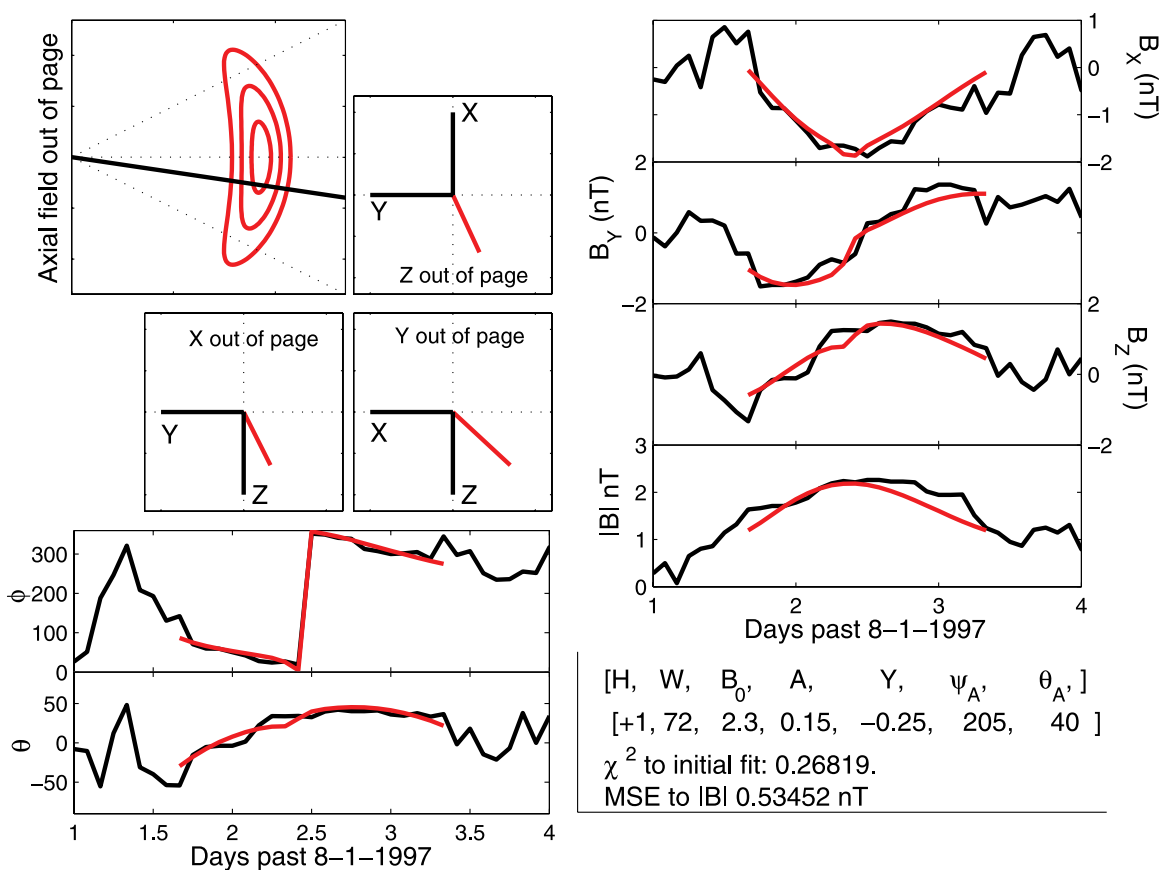 Axial field out of page
X
Y
Z out of page
X out of page
Y
Z
Y out of page
X
Z
300
200
100
0
ϕ
50
0
−50
θ
1 1.5 2 2.5 3 3.5 4
Days past 8−1−1997
1
0
−1
−2
B_X (nT)
2
0
−2
B_Y (nT)
2
0
−2
B_Z (nT)
3
2
1
0
|B| nT
1 2 3 4
Days past 8−1−1997
[H, W, B_0, A, Y, ψ_A, θ_A, ]
[+1, 72, 2.3, 0.15, −0.25, 205, 40 ]
χ ² to initial fit: 0.26819.
MSE to |B| 0.53452 nT